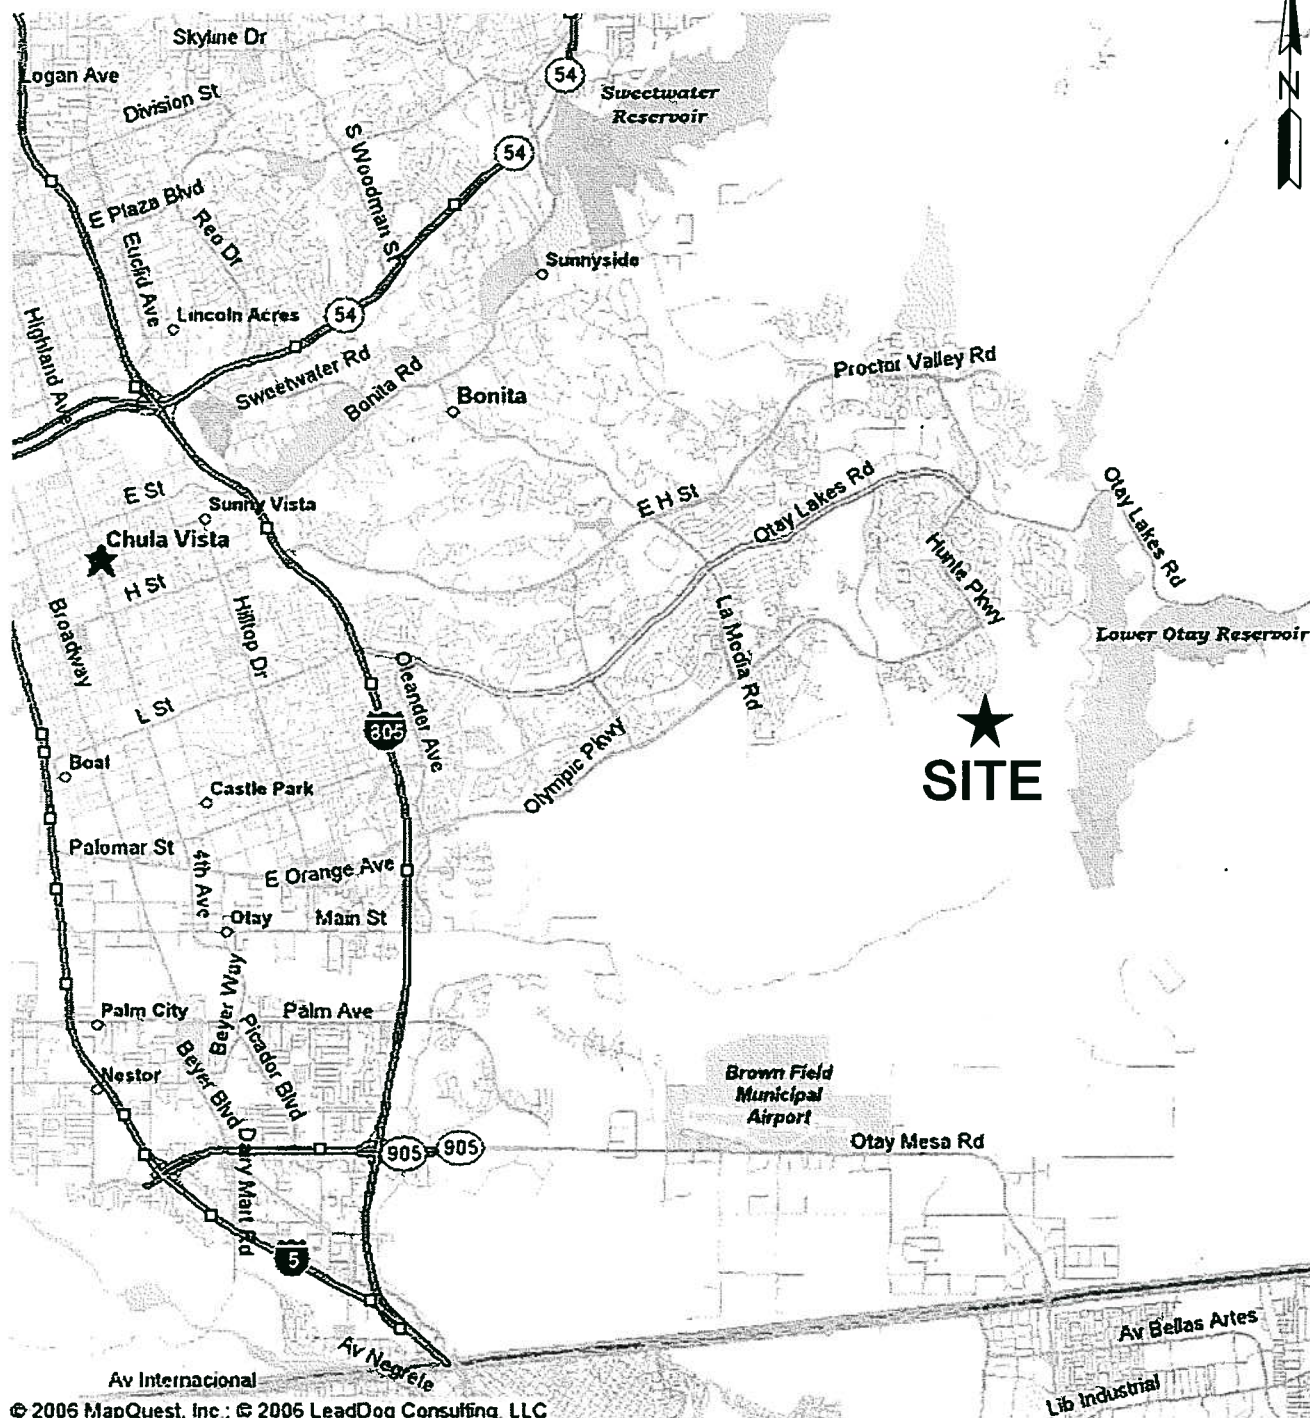 Skyline Dr
Logan Ave
Division St
54
Sweetwater
Reservoir
N
S Woodman St
54
E Plaza Blvd
Reo Dr
Euclid Ave
Sunnyside
Lincoln Acres
54
Highland Ave
Sweetwater Rd
Bonita Rd
Bonita
Proctor Valley Rd
E St
Sunny Vista
E H St
Otay Lakes Rd
Otay Lakes Rd
Chula Vista
H St
Hunte Pkwy
Broadway
Hilltop Dr
La Media Rd
Lower Otay Reservoir
Oleander Ave
L St
805
SITE
Boal
Castle Park
Olympic Pkwy
Palomar St
4th Ave
E Orange Ave
Otay
Main St
Beyer Way
Palm City
Palm Ave
Picador Blvd
Beyer Blvd
Nestor
Brown Field
Municipal
Airport
905
905
Otay Mesa Rd
Dairy Mart Rd
5
Av Negrete
Av Internacional
Av Bellas Artes
Lib Industrial
© 2006 MapQuest, Inc.; © 2006 LeadDog Consulting, LLC